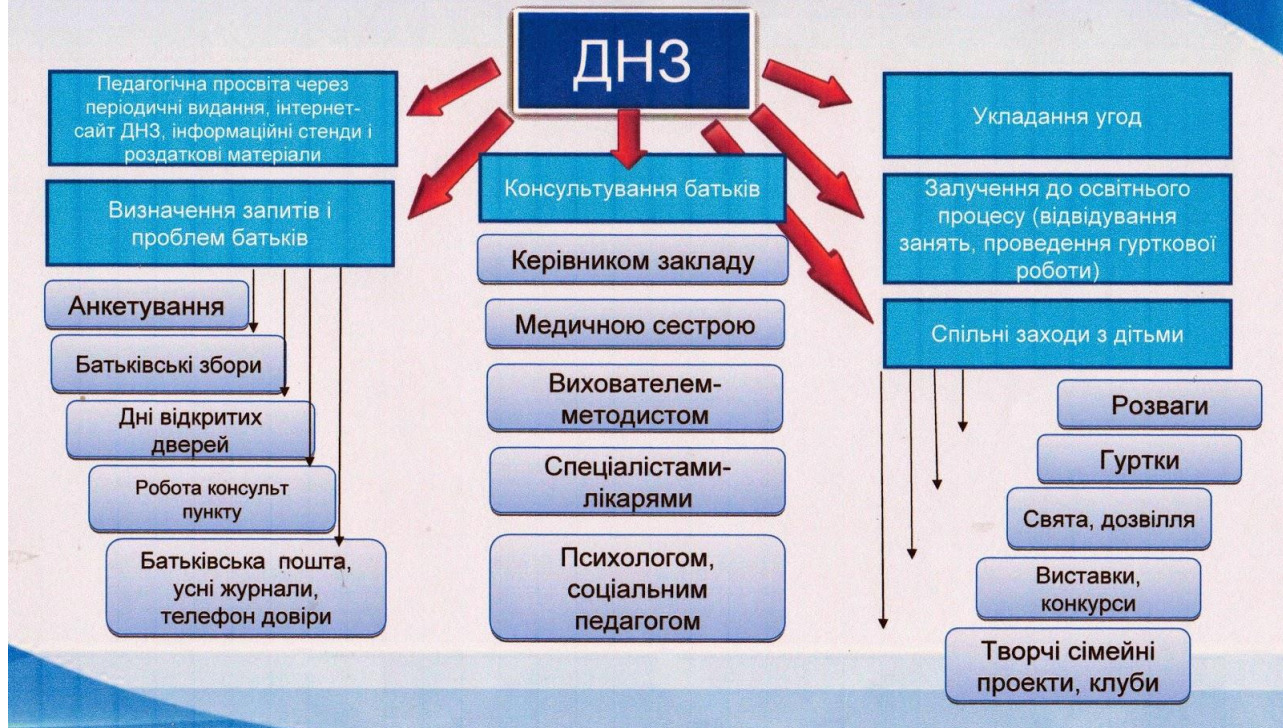 ДНЗ
Педагогічна просвіта через
періодичні видання, інтернет-
сайт ДНЗ, інформаційні стенди і
роздаткові матеріали
Визначення запитів і
проблем батьків
Анкетування
Батьківські збори
Дні відкритих
дверей
Робота консульт
пункту
Батьківська пошта,
усні журнали,
телефон довіри
Консультування батьків
Керівником закладу
Медичною сестрою
Вихователем-
методистом
Спеціалістами-
лікарями
Психологом,
соціальним
педагогом
Укладання угод
Залучення до освітнього
процесу (відвідування
занять, проведення гурткової
роботи)
Спільні заходи з дітьми
Розваги
Гуртки
Свята, дозвілля
Виставки,
конкурси
Творчі сімейні
проекти, клуби